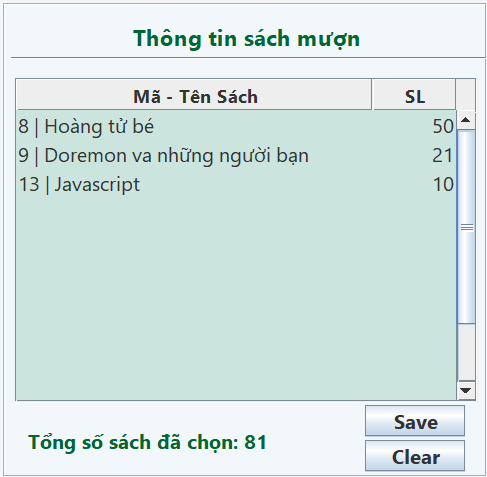 Thông tin sách mượn
Mã - Tên Sách SL
8 | Hoàng tử bé 50
9 | Doremon va những người bạn 21
13 | Javascript 10
Tổng số sách đã chọn: 81
Save
Clear